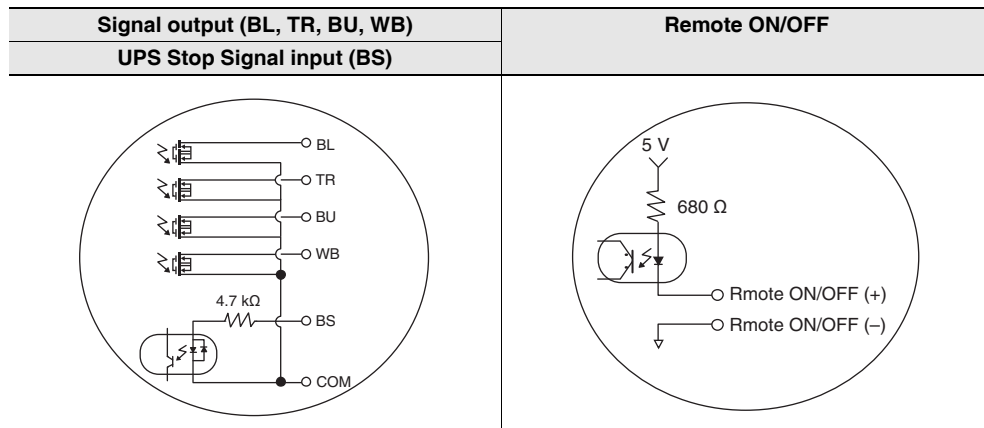 Signal output (BL, TR, BU, WB)
UPS Stop Signal input (BS)
Remote ON/OFF
BL
TR
BU
WB
4.7 kΩ
BS
COM
5 V
680 Ω
Rmote ON/OFF (+)
Rmote ON/OFF (–)